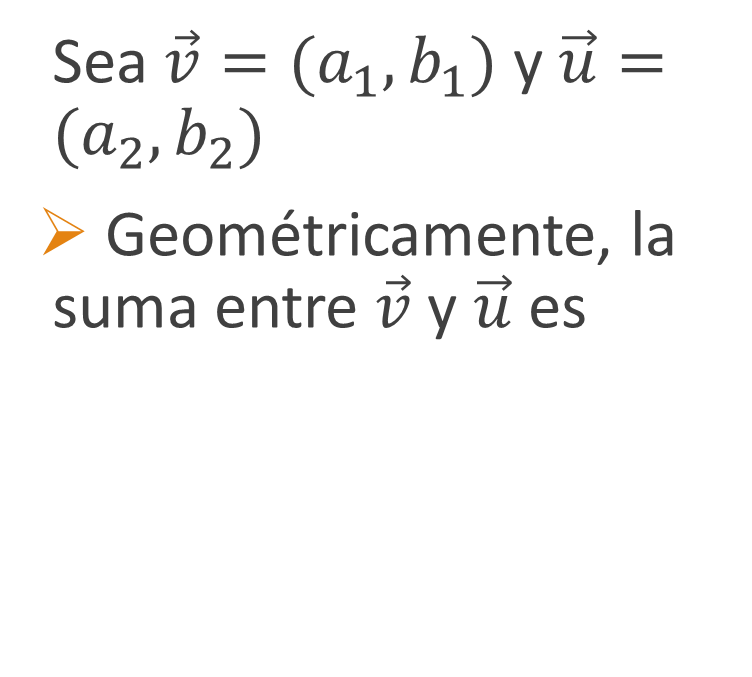 Sea v⃗ = (a₁, b₁) y u⃗ =
(a₂, b₂)
Geométricamente, la
suma entre v⃗ y u⃗ es